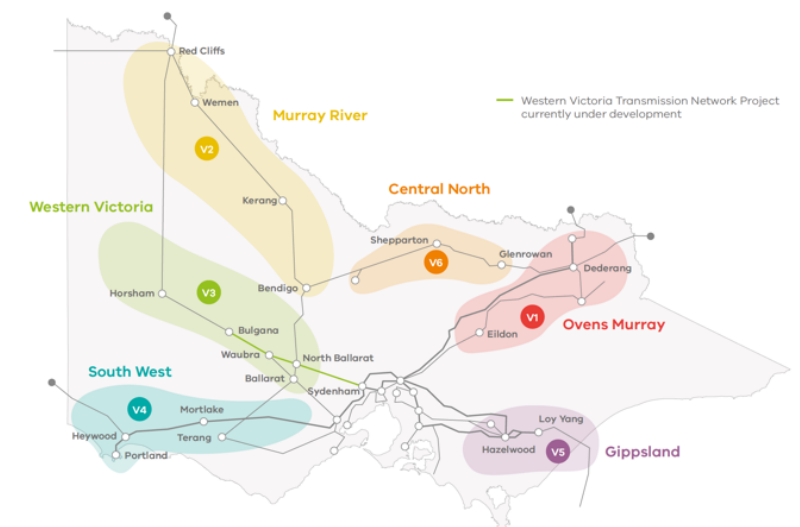 Red Cliffs
Wemen
Murray River
Western Victoria Transmission Network Project
currently under development
V2
Central North
Kerang
Western Victoria
Shepparton
Glenrowan
V6
Dederang
Bendigo
Horsham
V3
V1
Ovens Murray
Bulgana
Eildon
Waubra
North Ballarat
South West
Ballarat
Sydenham
V4
Mortlake
Loy Yang
Heywood
Terang
Hazelwood
V5
Gippsland
Portland